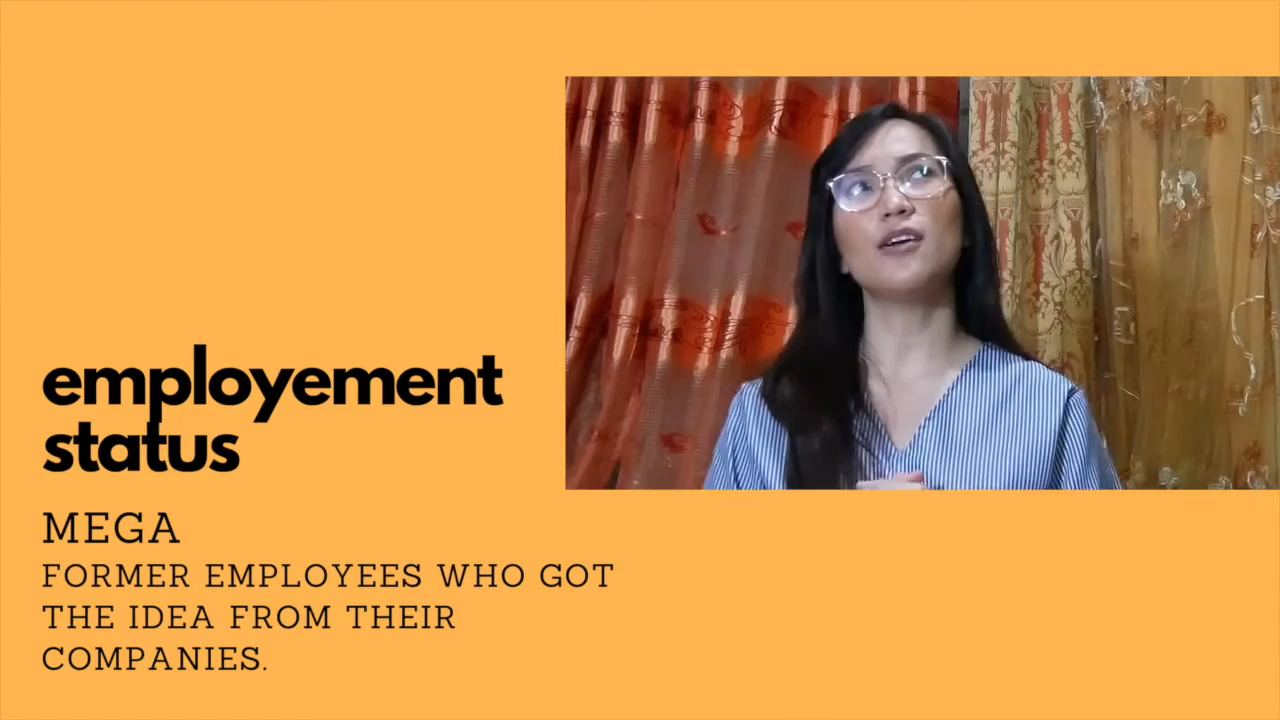 employement
status
MEGA
FORMER EMPLOYEES WHO GOT
THE IDEA FROM THEIR
COMPANIES.